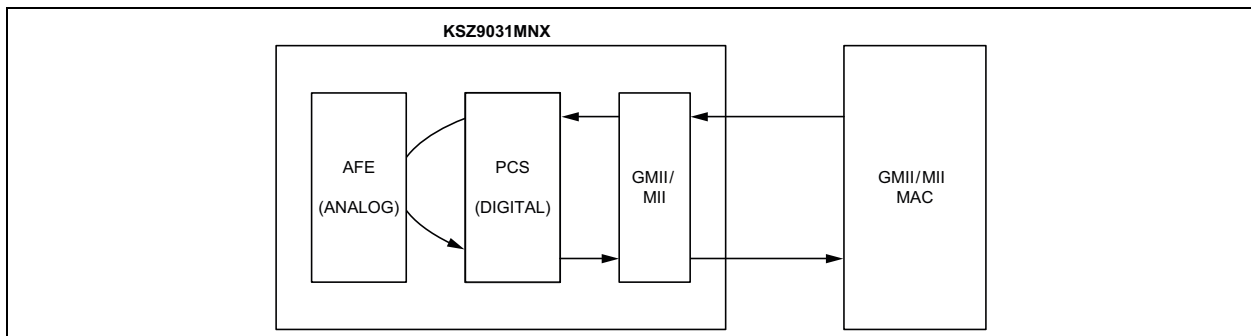 KSZ9031MNX
AFE
(ANALOG)
PCS
(DIGITAL)
GMII/
MII
GMII/MII
MAC